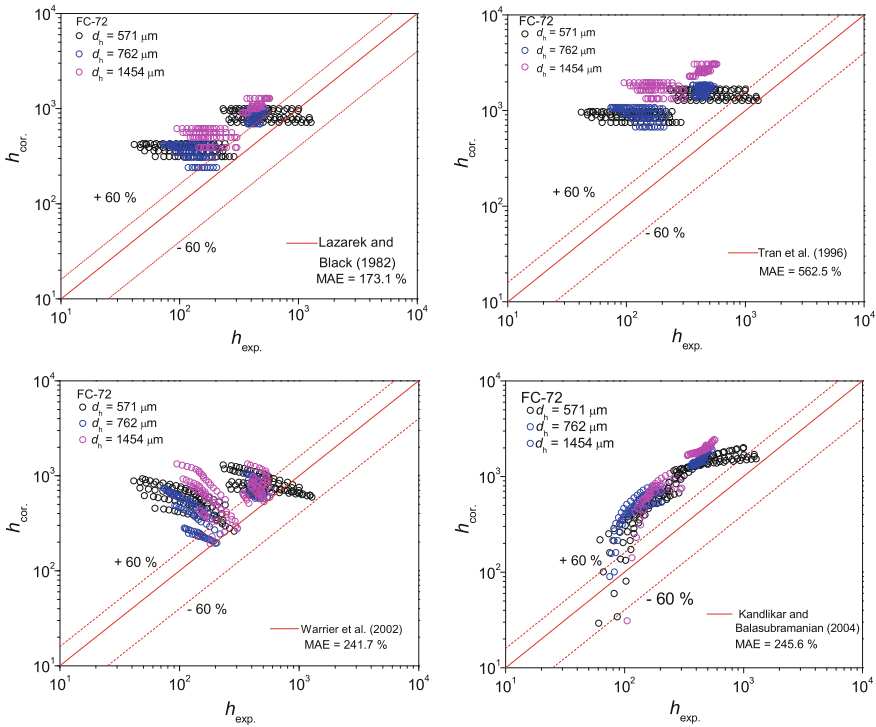 FC-72
d_h = 571 μm
d_h = 762 μm
d_h = 1454 μm
10^4
10^3
10^2
10^1
h_cor.
+ 60 %
- 60 %
Lazarek and
Black (1982)
MAE = 173.1 %
10^1 10^2 10^3 10^4
h_exp.
FC-72
d_h = 571 μm
d_h = 762 μm
d_h = 1454 μm
10^4
10^3
10^2
10^1
h_cor.
+ 60 %
- 60 %
Tran et al. (1996)
MAE = 562.5 %
10^1 10^2 10^3 10^4
h_exp.
FC-72
d_h = 571 μm
d_h = 762 μm
d_h = 1454 μm
10^4
10^3
10^2
10^1
h_cor.
+ 60 %
- 60 %
Warrier et al. (2002)
MAE = 241.7 %
10^1 10^2 10^3 10^4
h_exp.
FC-72
d_h = 571 μm
d_h = 762 μm
d_h = 1454 μm
10^4
10^3
10^2
10^1
h_cor.
+ 60 %
- 60 %
Kandlikar and
Balasubramanian (2004)
MAE = 245.6 %
10^1 10^2 10^3 10^4
h_exp.